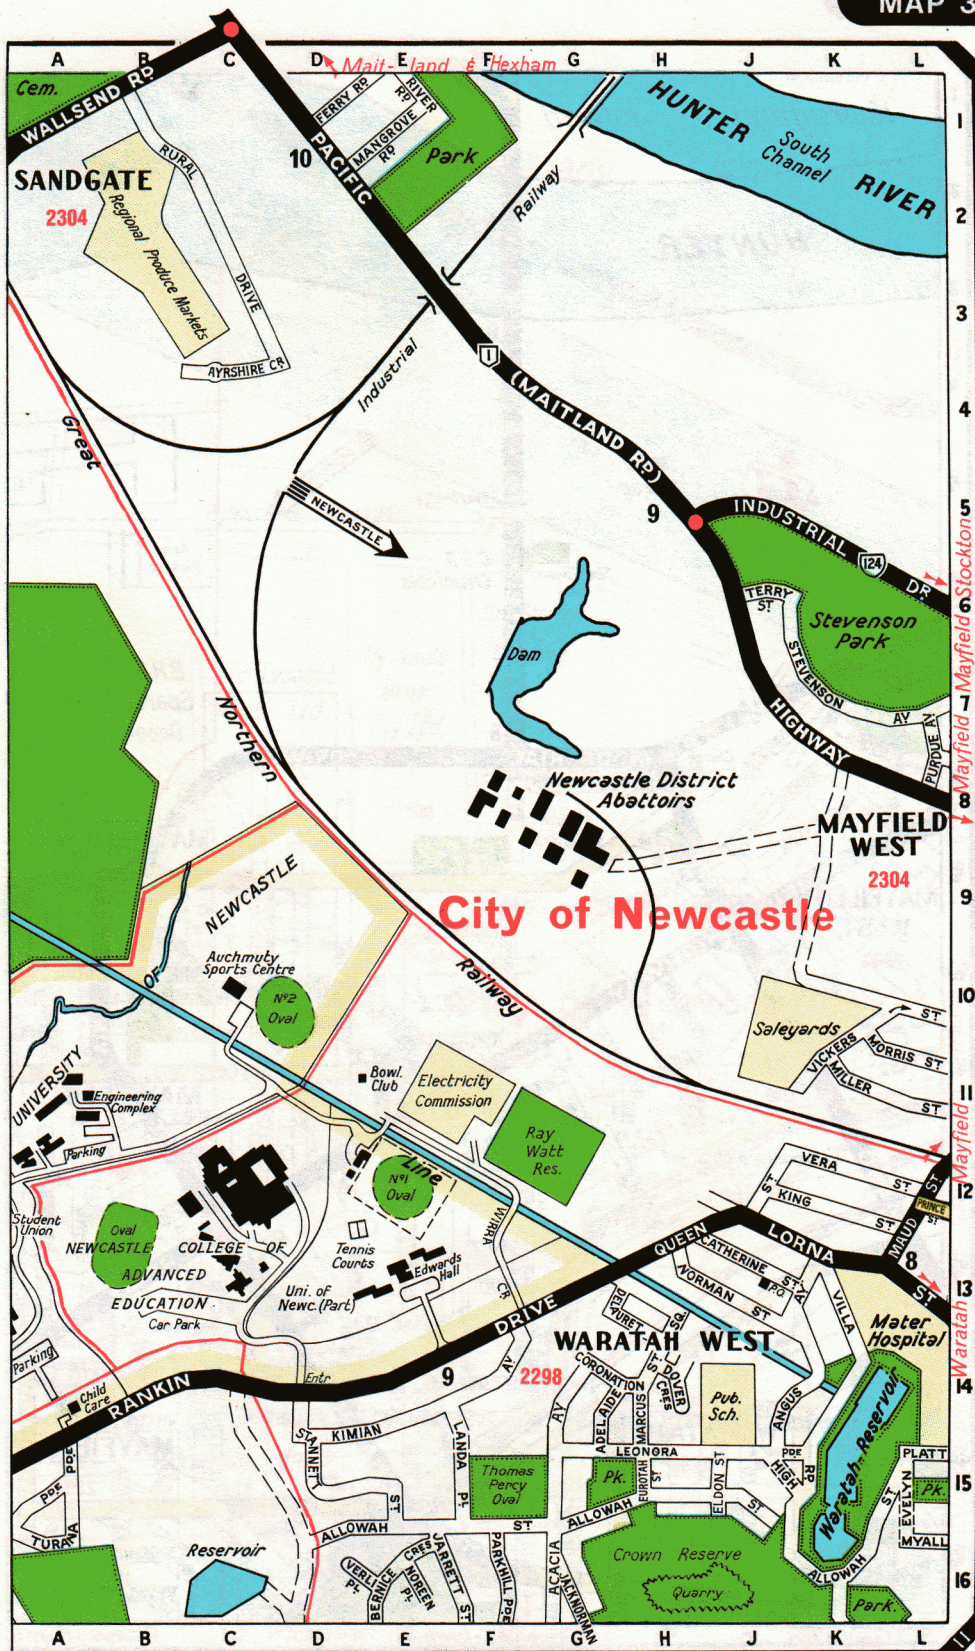 MAP 3
A B C D E F G H J K L
Mait-land & Hexham
Cem.
WALLSEND RD
FERRY RD
RIVER RD
MANGROVE RD
PACIFIC
10
Park
HUNTER
South
Channel
RIVER
1
SANDGATE
2304
RURAL
DRIVE
Regional Produce Markets
AYRSHIRE CR
Railway
2
3
Industrial
1
(MAITLAND RD)
4
Great
NEWCASTLE
9
INDUSTRIAL
124
DR
5
6
Mayfield Stockton
TERRY
ST
Stevenson
Park
STEVENSON
AV
PURDUE AV
7
Dam
HIGHWAY
Northern
Mayfield
8
Newcastle District
Abattoirs
MAYFIELD
WEST
2304
NEWCASTLE
9
City of Newcastle
OF
Auchmuty
Sports Centre
Nº2
Oval
Railway
10
Saleyards
ST
VICKERS
MORRIS ST
MILLER
ST
UNIVERSITY
Engineering
Complex
Bowl.
Club
Electricity
Commission
11
Parking
Ray
Watt
Res.
Line
Nº1
Oval
VERA
ST
KING
ST
ST
12
Mayfield
PRINCE
ST
MAUD
ST
Student
Union
Oval
NEWCASTLE COLLEGE OF
ADVANCED
EDUCATION
Car Park
Tennis
Courts
Edwards
Hall
Uni. of
Newc.(Part)
WIRRA
CR
QUEEN
CATHERINE ST
LORNA
ST
8
NORMAN ST
P.O.
AV
VILLA
13
DRIVE
DELY
YURET
SQ.
WARATAH WEST
2298
Mater
Hospital
Waratah
Parking
Child
Care
RANKIN
Entr
9
AV
14
CORONATION
ST
DOVER
CRES
AV
ADELAIDE
MARCUS
Pub.
Sch.
ANGUS
Waratah Reservoir
KIMIAN
STANNETT
ST
LANDA
PL.
LEONORA
PDE
HIGH
RD
ST
PLATT
PDE
PDE
TURANA
Thomas
Percy
Oval
Pk.
EUROTAH
ST
ELDON ST
EVELYN
ST
Pk.
MYALL
15
ALLOWAH
ST
ALLOWAH
ALLOWAH
Reservoir
VERLI
PL.
BERNICE
CRES
NOREEN
PL.
JARRETT
ST
PARKHILL PDE
ACACIA
JACKNORMAN
Crown Reserve
Quarry
Park.
16
A B C D E F G H J K L
11